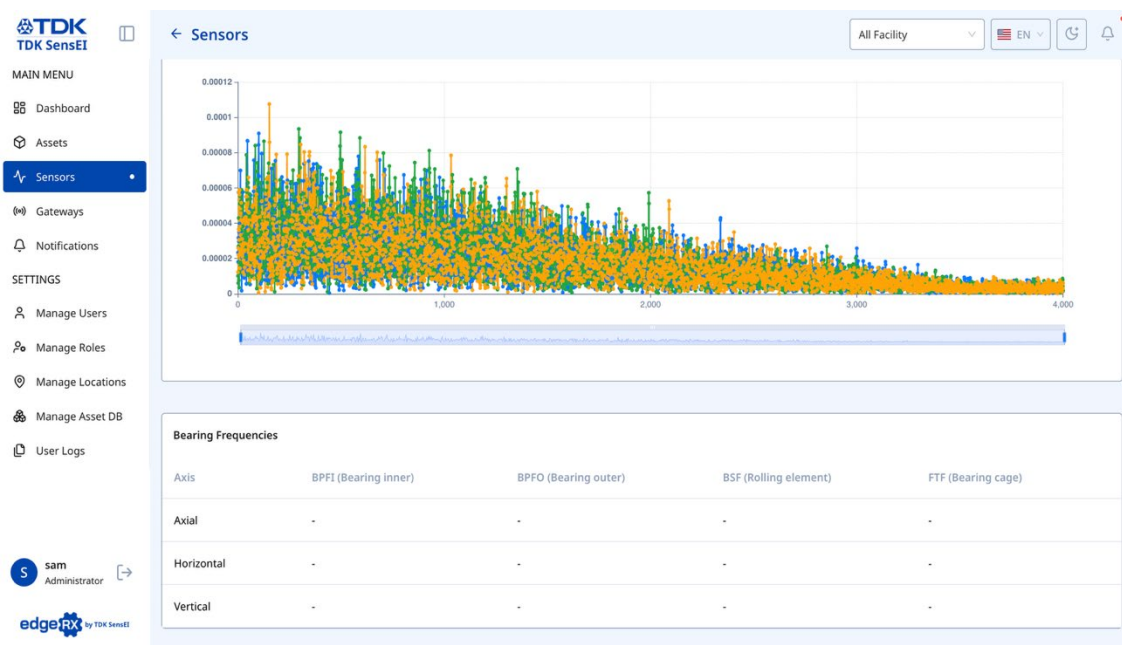 TDK
TDK SensEI
MAIN MENU
Dashboard
Assets
Sensors
Gateways
Notifications
SETTINGS
Manage Users
Manage Roles
Manage Locations
Manage Asset DB
User Logs
S
sam
Administrator
edgeRX by TDK SensEI
Sensors
All Facility
EN
0.00012
0.0001
0.00008
0.00006
0.00004
0.00002
0
0 1,000 2,000 3,000 4,000
Bearing Frequencies
Axis BPFI (Bearing inner) BPFO (Bearing outer) BSF (Rolling element) FTF (Bearing cage)
Axial - - - -
Horizontal - - - -
Vertical - - - -